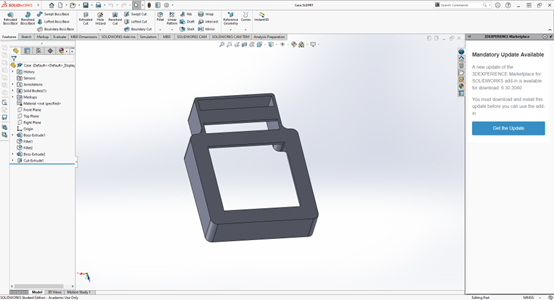 SOLIDWORKS
Case.SLDPRT
Search Commands
Extruded Boss/Base
Revolved Boss/Base
Swept Boss/Base
Lofted Boss/Base
Boundary Boss/Base
Extruded Cut
Hole Wizard
Revolved Cut
Swept Cut
Lofted Cut
Boundary Cut
Fillet
Linear Pattern
Rib
Draft
Shell
Wrap
Intersect
Mirror
Reference Geometry
Curves
Instant3D
Features
Sketch
Markup
Evaluate
MBD Dimensions
SOLIDWORKS Add-Ins
Simulation
MBD
SOLIDWORKS CAM
SOLIDWORKS CAM TBM
Analysis Preparation
History
Sensors
Annotations
Solid Bodies(1)
Markups
Material <not specified>
Front Plane
Top Plane
Right Plane
Origin
Boss-Extrude1
Fillet1
Fillet2
Boss-Extrude2
Cut-Extrude1
3DEXPERIENCE Marketplace
Mandatory Update Available
A new update of the
3DEXPERIENCE Marketplace for
SOLIDWORKS add-in is available
for download: 6.30.3040
You must download and install this
update before you can use the add-
in.
Get the Update
Model
3D Views
Motion Study 1
SOLIDWORKS Student Edition - Academic Use Only
Editing Part
MMGS